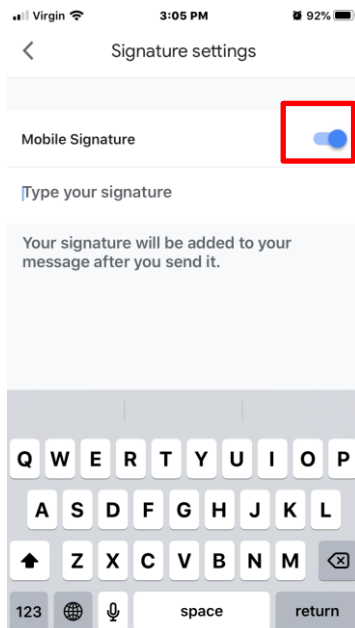 Virgin 3:05 PM 92%
Signature settings
Mobile Signature
Type your signature
Your signature will be added to your
message after you send it.
Q W E R T Y U I O P
A S D F G H J K L
Z X C V B N M
123 space return